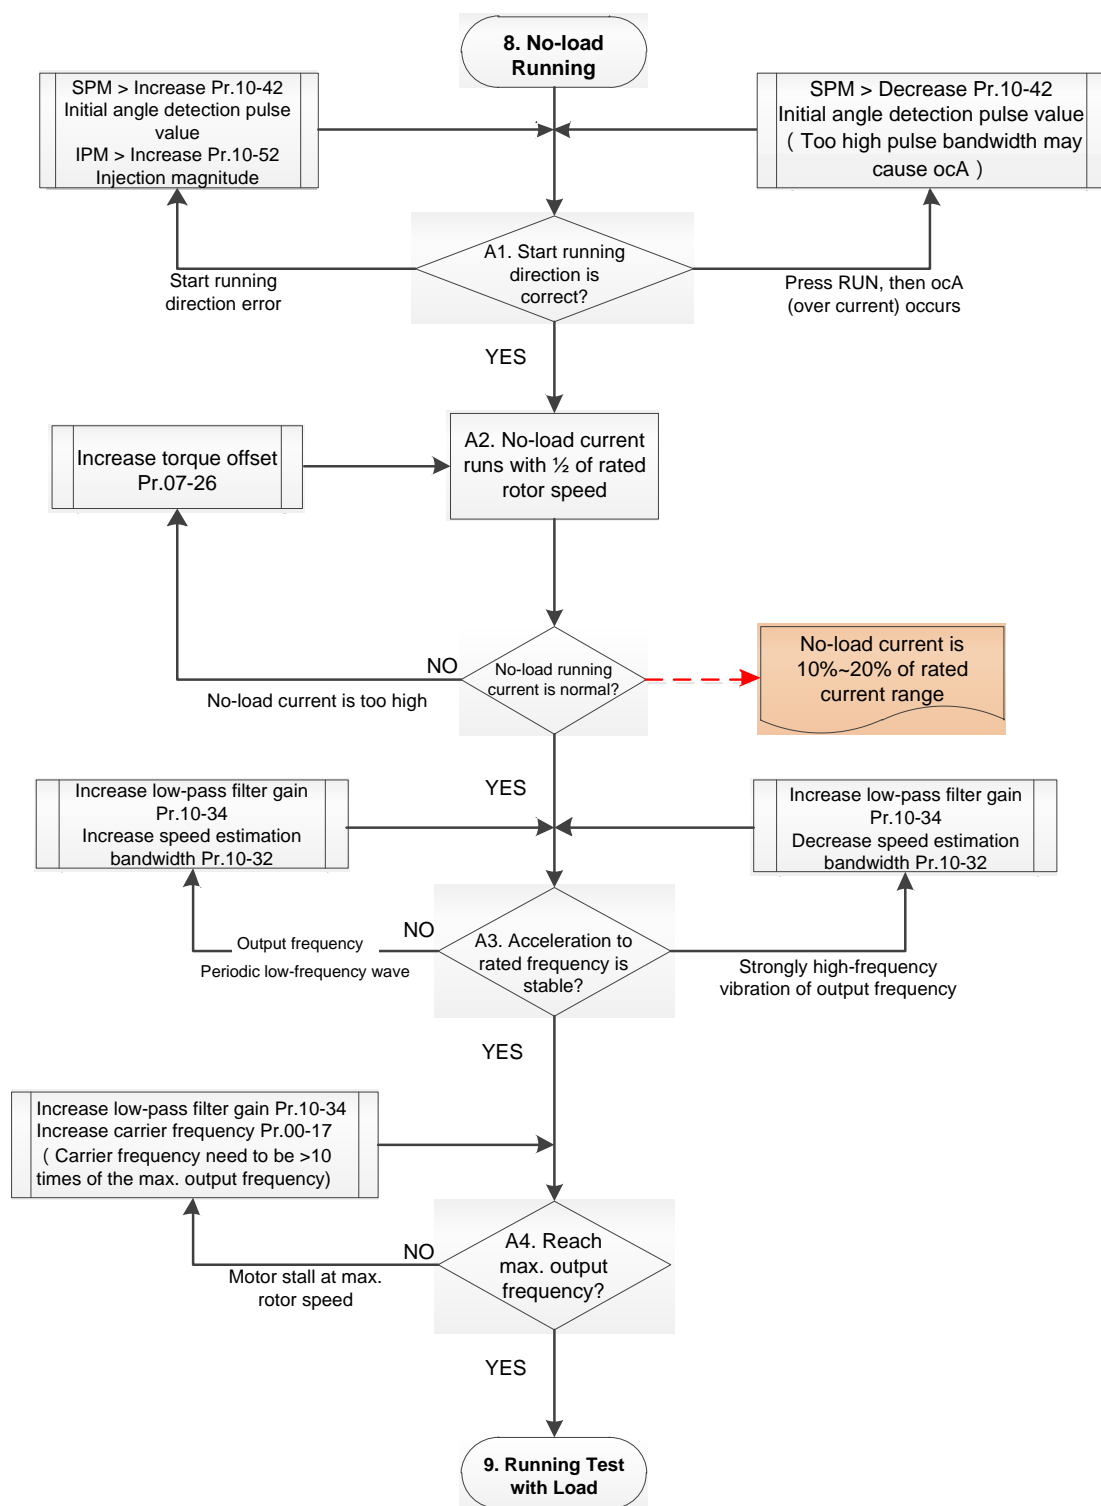 8. No-load
Running
SPM > Increase Pr.10-42
Initial angle detection pulse
value
IPM > Increase Pr.10-52
Injection magnitude
SPM > Decrease Pr.10-42
Initial angle detection pulse value
( Too high pulse bandwidth may
cause ocA )
A1. Start running
direction is
correct?
Start running
direction error
Press RUN, then ocA
(over current) occurs
YES
Increase torque offset
Pr.07-26
A2. No-load current
runs with ½ of rated
rotor speed
NO
No-load running
current is normal?
No-load current is too high
No-load current is
10%~20% of rated
current range
YES
Increase low-pass filter gain
Pr.10-34
Increase speed estimation
bandwidth Pr.10-32
Increase low-pass filter gain
Pr.10-34
Decrease speed estimation
bandwidth Pr.10-32
NO
Output frequency
Periodic low-frequency wave
A3. Acceleration to
rated frequency is
stable?
Strongly high-frequency
vibration of output frequency
YES
Increase low-pass filter gain Pr.10-34
Increase carrier frequency Pr.00-17
( Carrier frequency need to be >10
times of the max. output frequency)
NO
Motor stall at max.
rotor speed
A4. Reach
max. output
frequency?
YES
9. Running Test
with Load